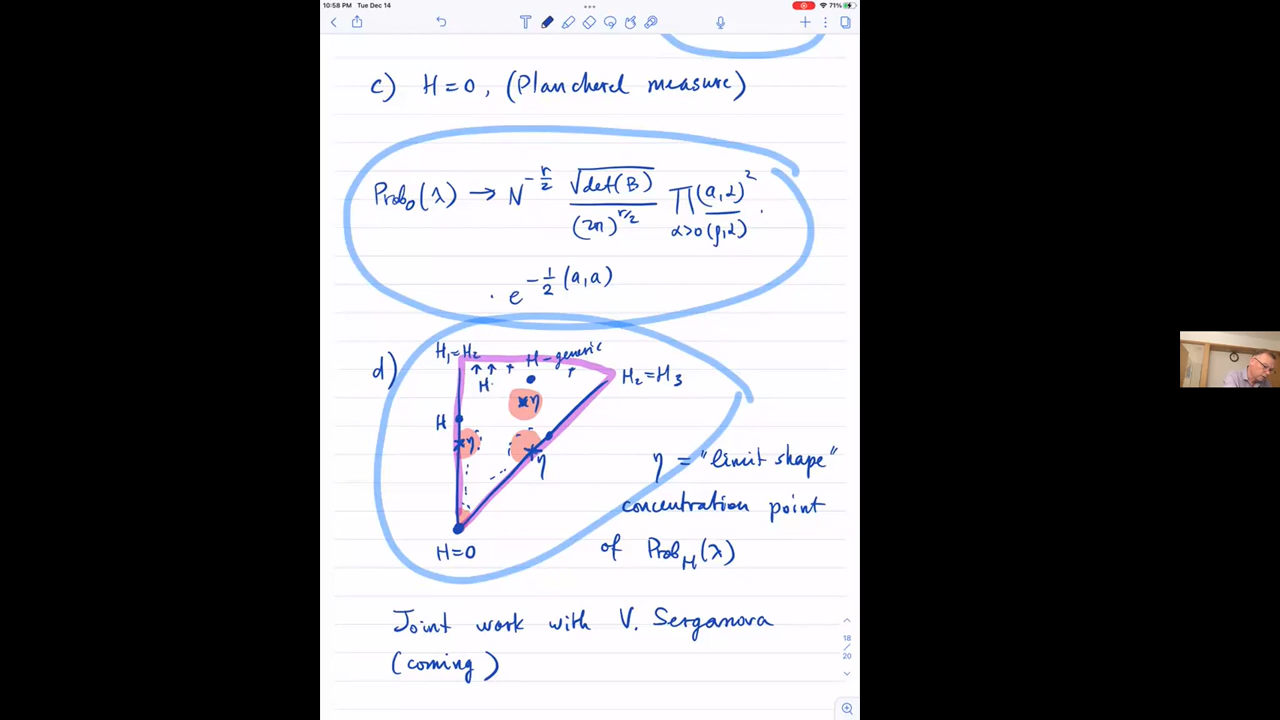 10:58 PM Tue Dec 14
71%
c) H=0, (Plancherel measure)
Prob₀(λ) → N^{-r/2} √det(B) / (2π)^{r/2} ∏_{α>0} (a,α)² / (ρ,α) ·
· e^{-1/2 (a,a)}
d) H₁=H₂ H-generic
H₂=H₃
H
H
η
η
η
H=0
η = "limit shape"
concentration point
of Prob_H(λ)
Joint work with V. Serganova
(coming)
18
20